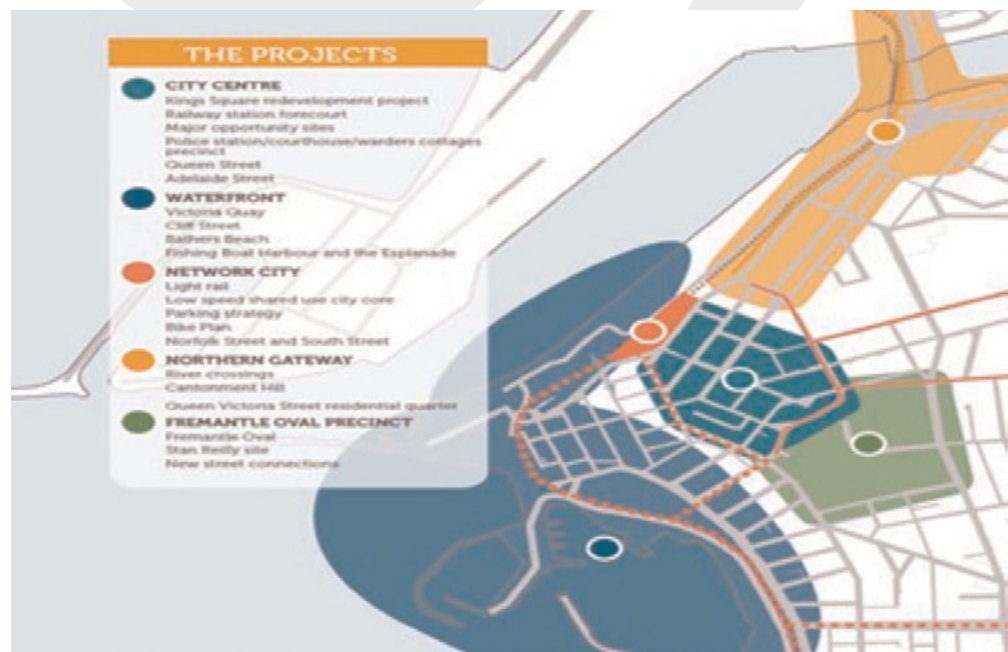 THE PROJECTS
CITY CENTRE
Kings Square redevelopment project
Railway station forecourt
Major opportunity sites
Police station/courthouse/warders cottages
precinct
Queen Street
Adelaide Street
WATERFRONT
Victoria Quay
Cliff Street
Bathers Beach
Fishing Boat Harbour and the Esplanade
NETWORK CITY
Light rail
Low speed shared use city core
Parking strategy
Bike Plan
Norfolk Street and South Street
NORTHERN GATEWAY
River crossings
Cantonment Hill
Queen Victoria Street residential quarter
FREMANTLE OVAL PRECINCT
Fremantle Oval
Stan Reilly site
New street connections